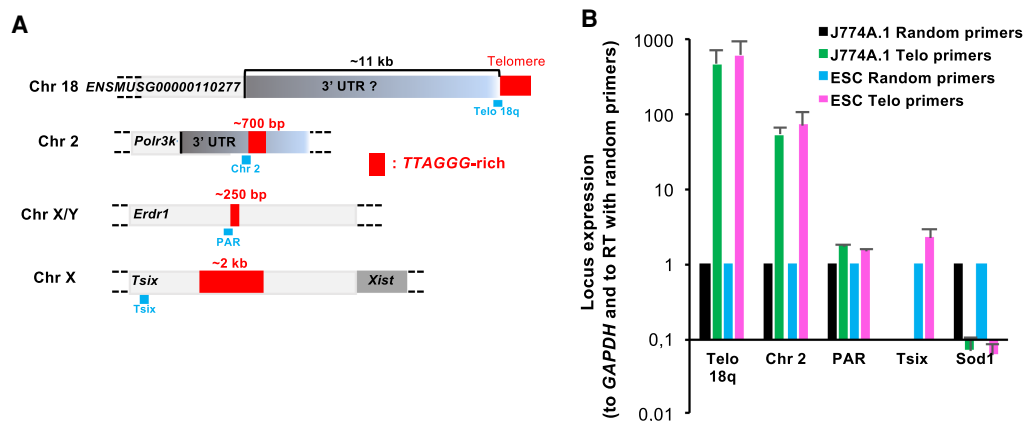 A
~11 kb
Telomere
Chr 18
ENSMUSG00000110277
3' UTR ?
Telo 18q
Chr 2
Polr3k
3' UTR
~700 bp
Chr 2
: TTAGGG-rich
~250 bp
Chr X/Y
Erdr1
PAR
Chr X
~2 kb
Tsix
Xist
Tsix
B
Locus expression
(to GAPDH and to RT with random primers)
1000
100
10
1
0,1
0.01
J774A.1 Random primers
J774A.1 Telo primers
ESC Random primers
ESC Telo primers
Telo
18q
Chr 2
PAR
Tsix
Sod1